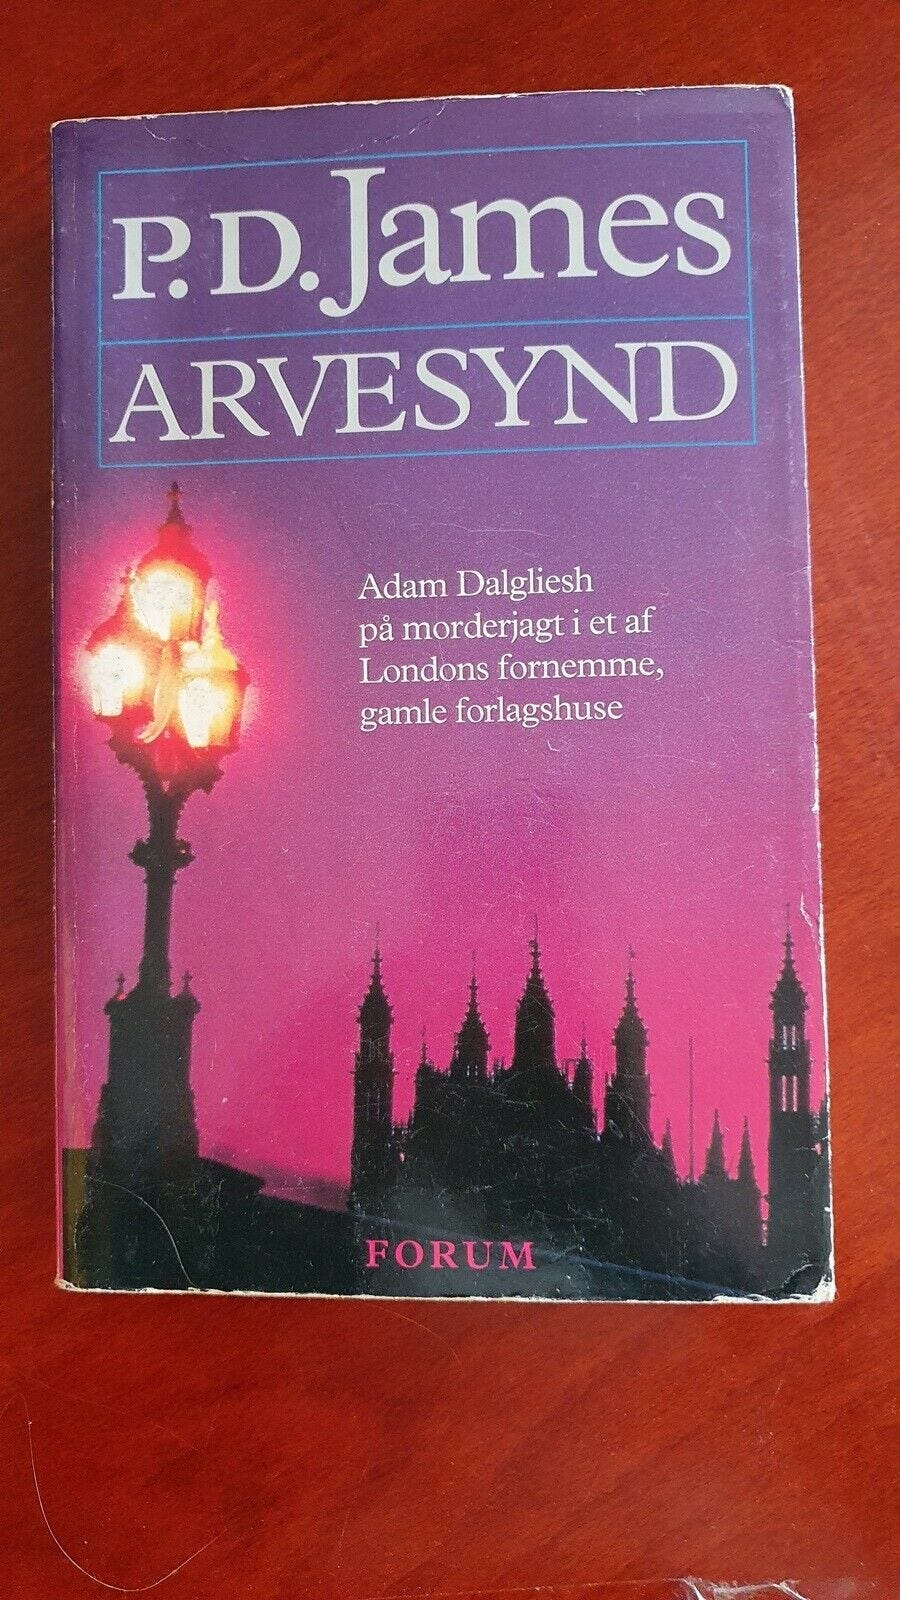 P.D. James
ARVESYND
Adam Dalgliesh
på morderjagt i et af
Londons fornemme,
gamle forlagshuse
FORUM